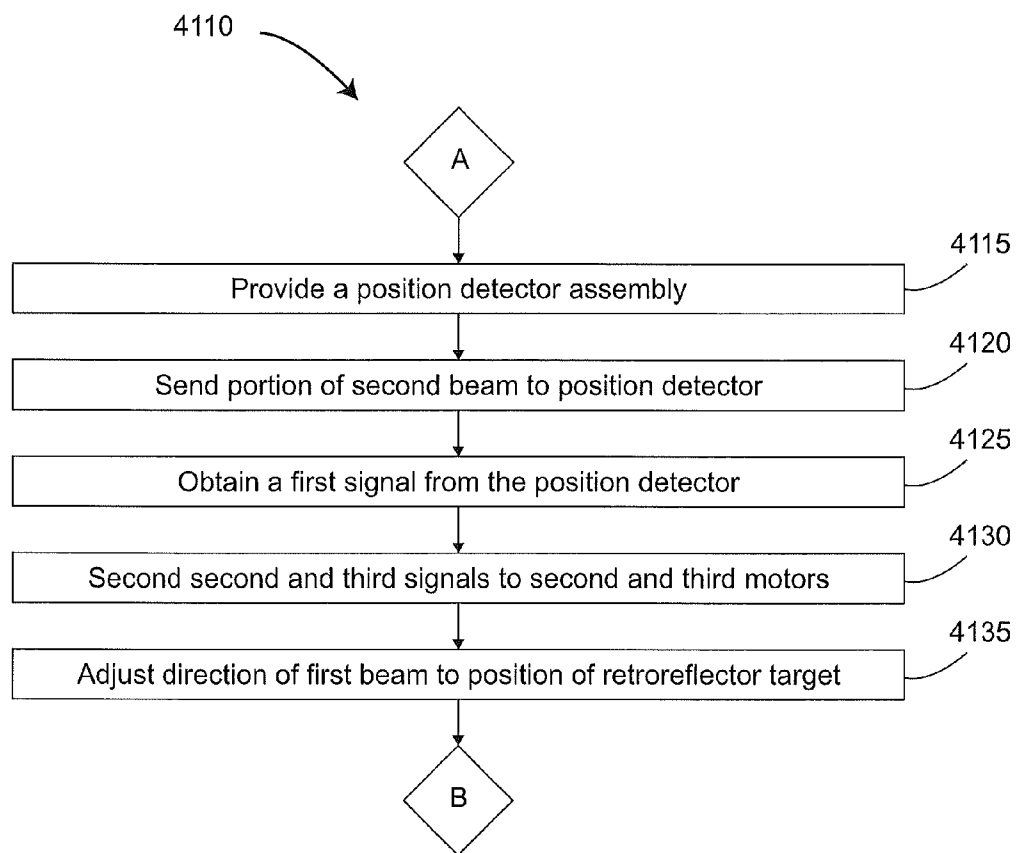 4110
A
4115
Provide a position detector assembly
4120
Send portion of second beam to position detector
4125
Obtain a first signal from the position detector
4130
Second second and third signals to second and third motors
4135
Adjust direction of first beam to position of retroreflector target
B